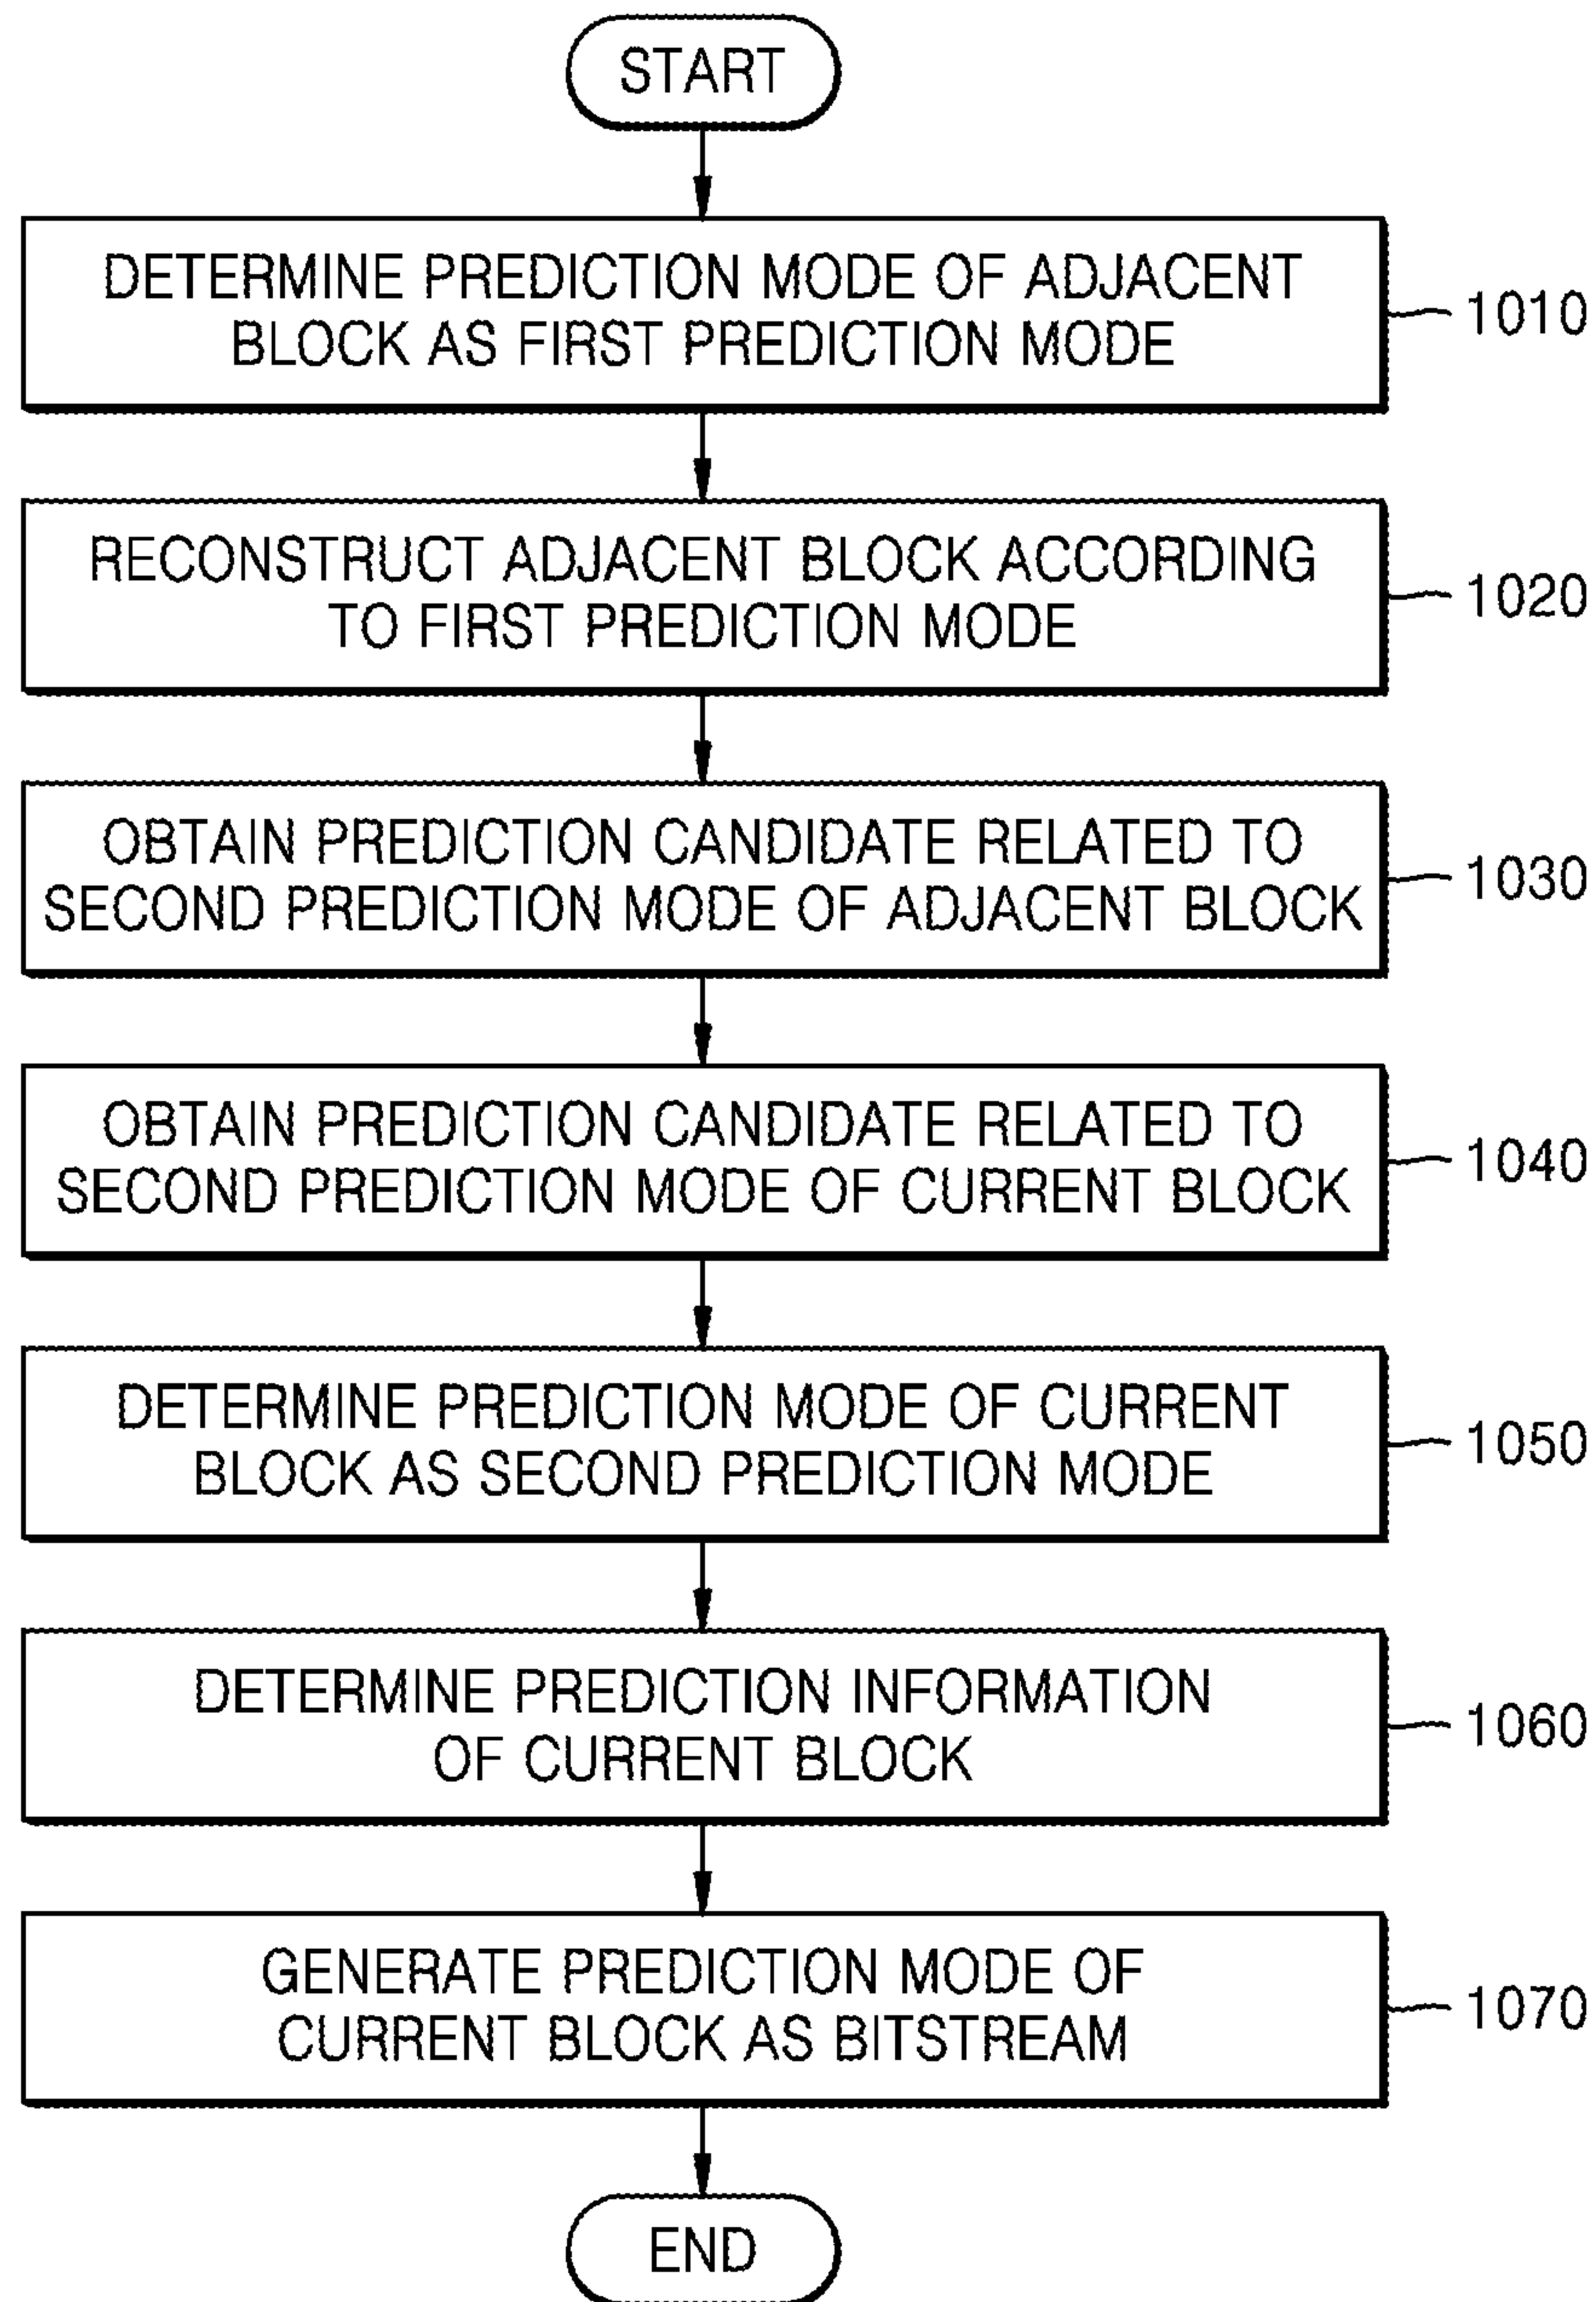 START
DETERMINE PREDICTION MODE OF ADJACENT
BLOCK AS FIRST PREDICTION MODE
1010
RECONSTRUCT ADJACENT BLOCK ACCORDING
TO FIRST PREDICTION MODE
1020
OBTAIN PREDICTION CANDIDATE RELATED TO
SECOND PREDICTION MODE OF ADJACENT BLOCK
1030
OBTAIN PREDICTION CANDIDATE RELATED TO
SECOND PREDICTION MODE OF CURRENT BLOCK
1040
DETERMINE PREDICTION MODE OF CURRENT
BLOCK AS SECOND PREDICTION MODE
1050
DETERMINE PREDICTION INFORMATION
OF CURRENT BLOCK
1060
GENERATE PREDICTION MODE OF
CURRENT BLOCK AS BITSTREAM
1070
END